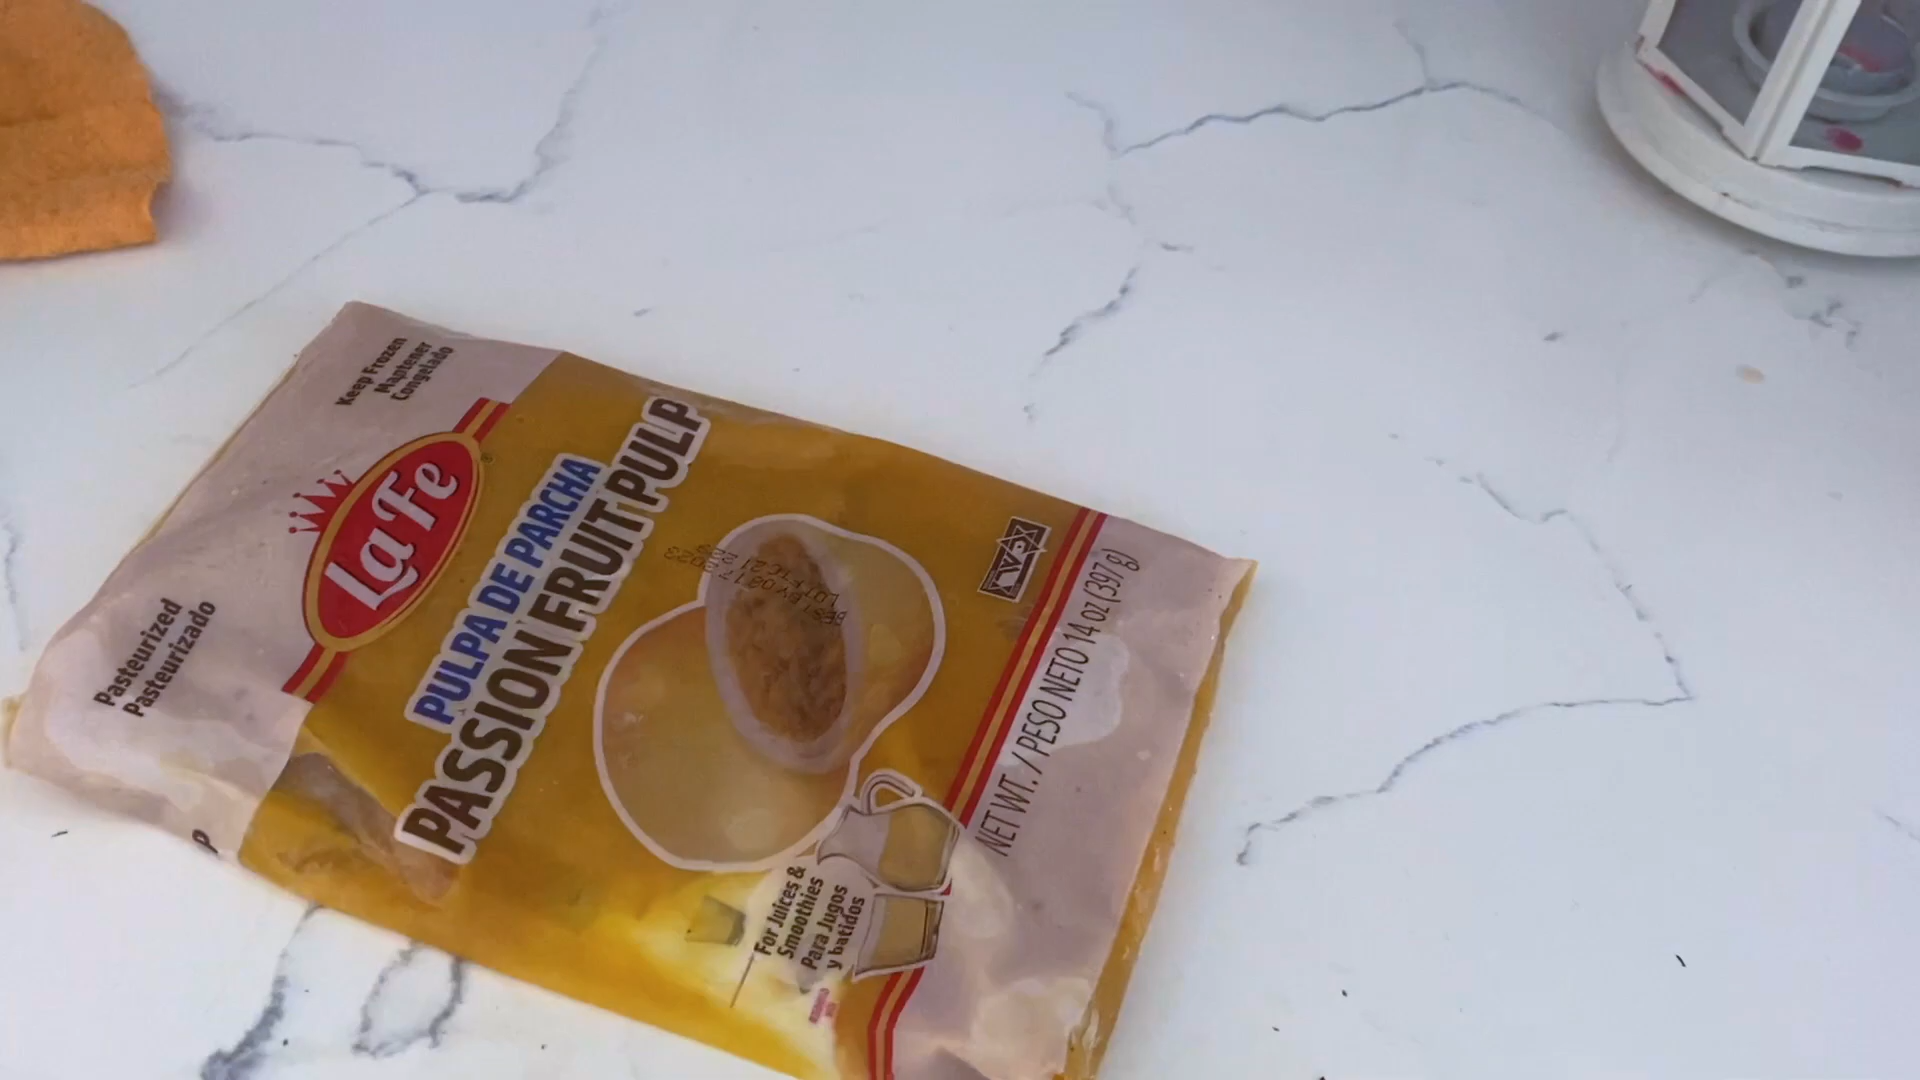 Keep Frozen
Mantener
Congelado
Pasteurized
Pasteurizado
La Fe
®
PULPA DE PARCHA
PASSION FRUIT PULP
For Juices &
Smoothies
Para Jugos
y batidos
NET WT. / PESO NETO 14 oz (397 g)